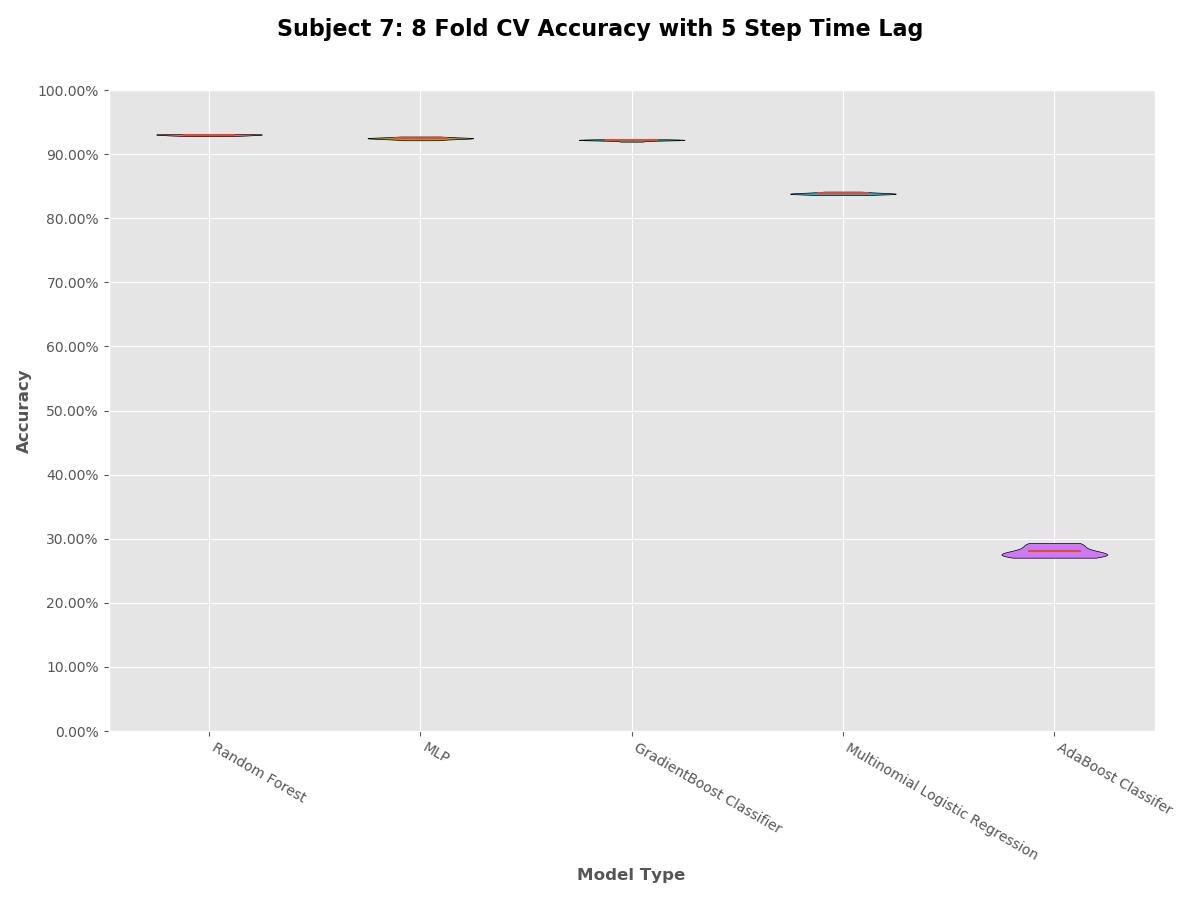 Subject 7: 8 Fold CV Accuracy with 5 Step Time Lag
100.00%
90.00%
80.00%
70.00%
60.00%
50.00%
40.00%
30.00%
20.00%
10.00%
0.00%
Accuracy
Random Forest
MLP
GradientBoost Classifier
Multinomial Logistic Regression
AdaBoost Classifer
Model Type